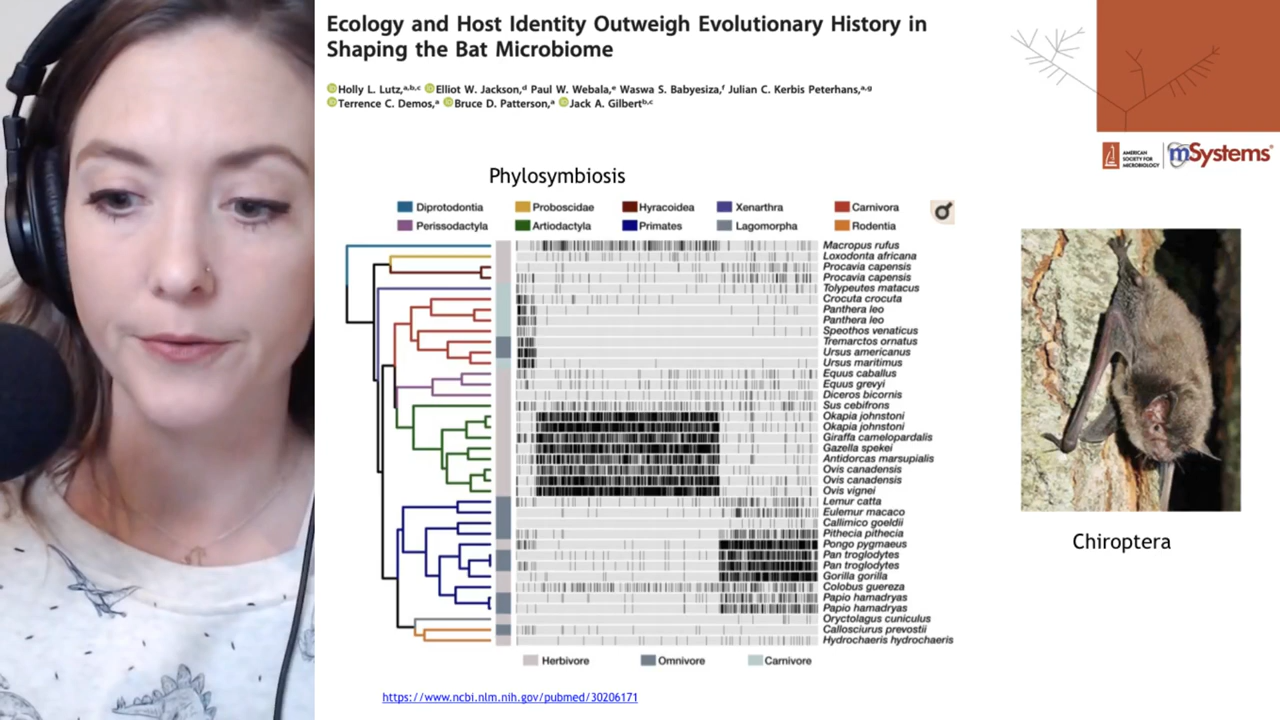 Ecology and Host Identity Outweigh Evolutionary History in
Shaping the Bat Microbiome
Holly L. Lutz,a,b,c Elliot W. Jackson,d Paul W. Webala,e Waswa S. Babyesiza,f Julian C. Kerbis Peterhans,a,g
Terrence C. Demos,a Bruce D. Patterson,a Jack A. Gilbertb,c
AMERICAN
SOCIETY FOR
MICROBIOLOGY
mSystems®
Phylosymbiosis
Diprotodontia Proboscidae Hyracoidea Xenarthra Carnivora
Perissodactyla Artiodactyla Primates Lagomorpha Rodentia
Macropus rufus
Loxodonta africana
Procavia capensis
Procavia capensis
Tolypeutes matacus
Crocuta crocuta
Panthera leo
Panthera leo
Speothos venaticus
Tremarctos ornatus
Ursus americanus
Ursus maritimus
Equus caballus
Equus grevyi
Diceros bicornis
Sus cebifrons
Okapia johnstoni
Okapia johnstoni
Giraffa camelopardalis
Gazella spekei
Antidorcas marsupialis
Ovis canadensis
Ovis canadensis
Ovis vignei
Lemur catta
Eulemur macaco
Callimico goeldii
Pithecia pithecia
Pongo pygmaeus
Pan troglodytes
Pan troglodytes
Gorilla gorilla
Colobus guereza
Papio hamadryas
Papio hamadryas
Oryctolagus cuniculus
Callosciurus prevostii
Hydrochaeris hydrochaeris
Herbivore Omnivore Carnivore
Chiroptera
https://www.ncbi.nlm.nih.gov/pubmed/30206171